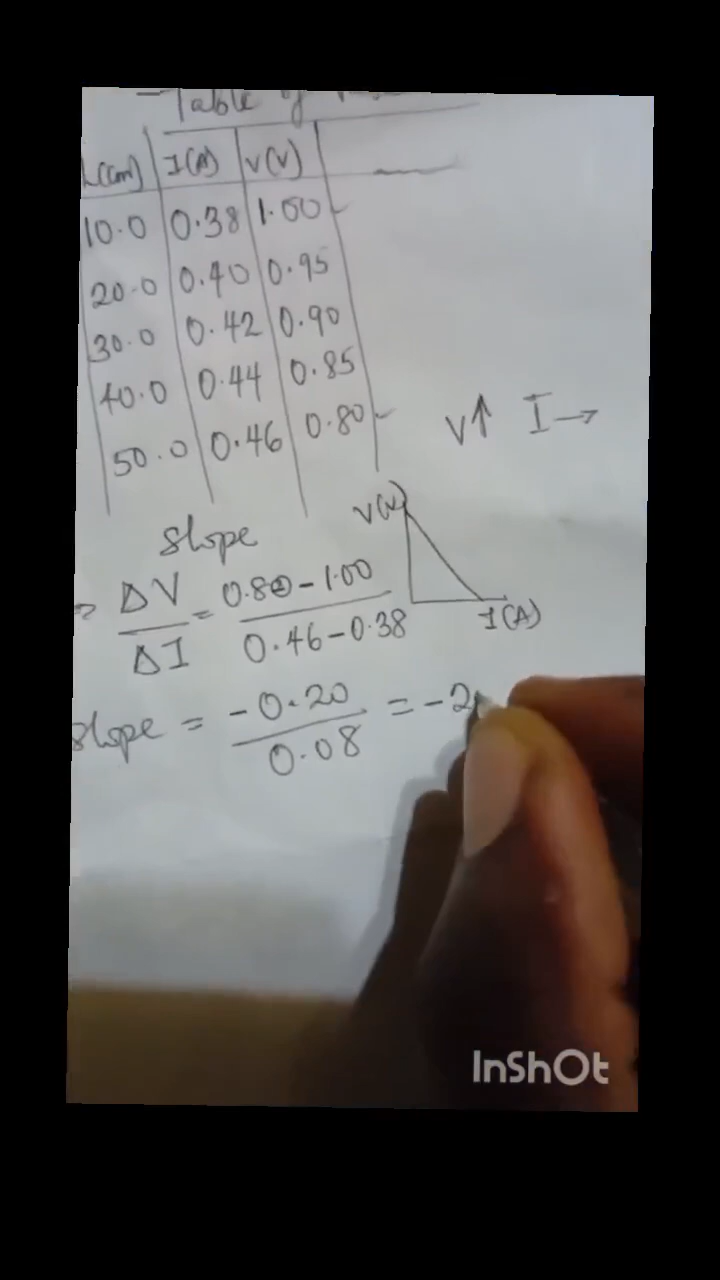 Table of
L(cm) I(A) V(V)
10.0 0.38 1.00
20.0 0.40 0.95
30.0 0.42 0.90
40.0 0.44 0.85
50.0 0.46 0.80
V↑ I→
V(V)
I(A)
Slope
⇒ ΔV/ΔI = 0.80-1.00/0.46-0.38
Slope = -0.20/0.08 = -2
InShOt